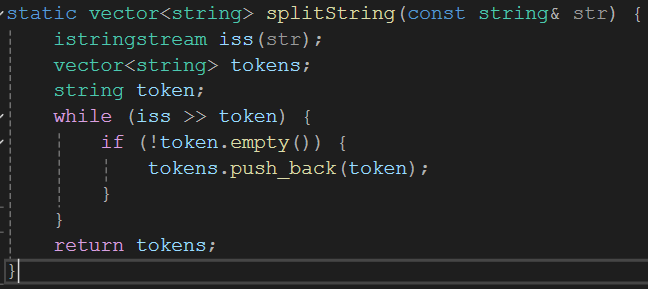 static vector<string> splitString(const string& str) {
    istringstream iss(str);
    vector<string> tokens;
    string token;
    while (iss >> token) {
        if (!token.empty()) {
            tokens.push_back(token);
        }
    }
    return tokens;
}